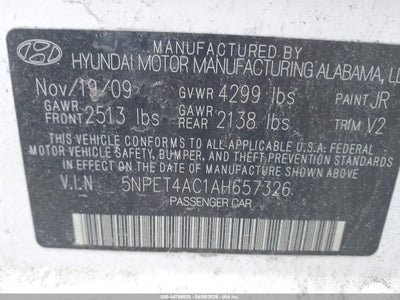 MANUFACTURED BY
HYUNDAI MOTOR MANUFACTURING ALABAMA, LL
Nov/19/09 GVWR 4299 lbs PAINT JR
GAWR FRONT 2513 lbs GAWR REAR 2138 lbs TRIM V2
THIS VEHICLE CONFORMS TO ALL APPLICABLE U.S.A. FEDERAL
MOTOR VEHICLE SAFETY, BUMPER, AND THEFT PREVENTION
STANDARDS IN EFFECT ON THE DATE OF MANUFACTURE SHOWN ABOVE.
V.I.N 5NPET4AC1AH657326
PASSENGER CAR